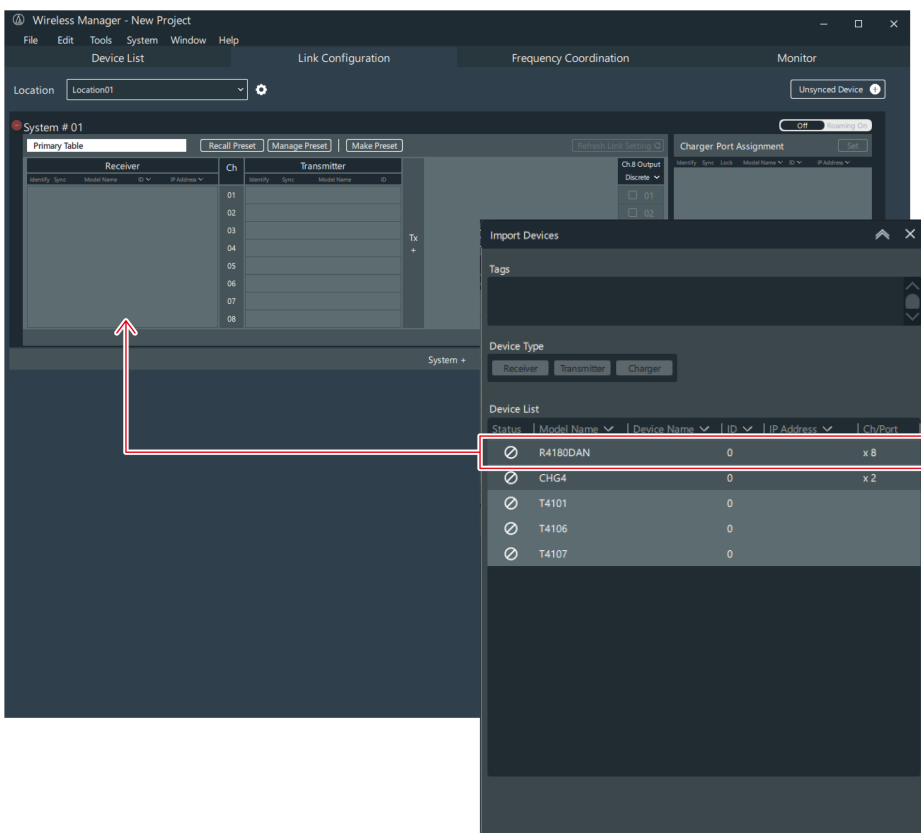 Wireless Manager - New Project
File Edit Tools System Window Help
Device List Link Configuration Frequency Coordination Monitor
Location Location01 Unsynced Device
System # 01 Off Roaming On
Primary Table Recall Preset Manage Preset Make Preset Refresh Link Setting Charger Port Assignment Set
Receiver Ch Transmitter Ch.8 Output
Identify Sync Model Name ID IP Address Identify Sync Model Name ID Discrete Identify Sync Lock Model Name ID IP Address
01 01
02 02
03
Tx
04 +
05
06
07
08
System +
Import Devices
Tags
Device Type
Receiver Transmitter Charger
Device List
Status Model Name Device Name ID IP Address Ch/Port
R4180DAN 0 x 8
CHG4 0 x 2
T4101 0
T4106 0
T4107 0